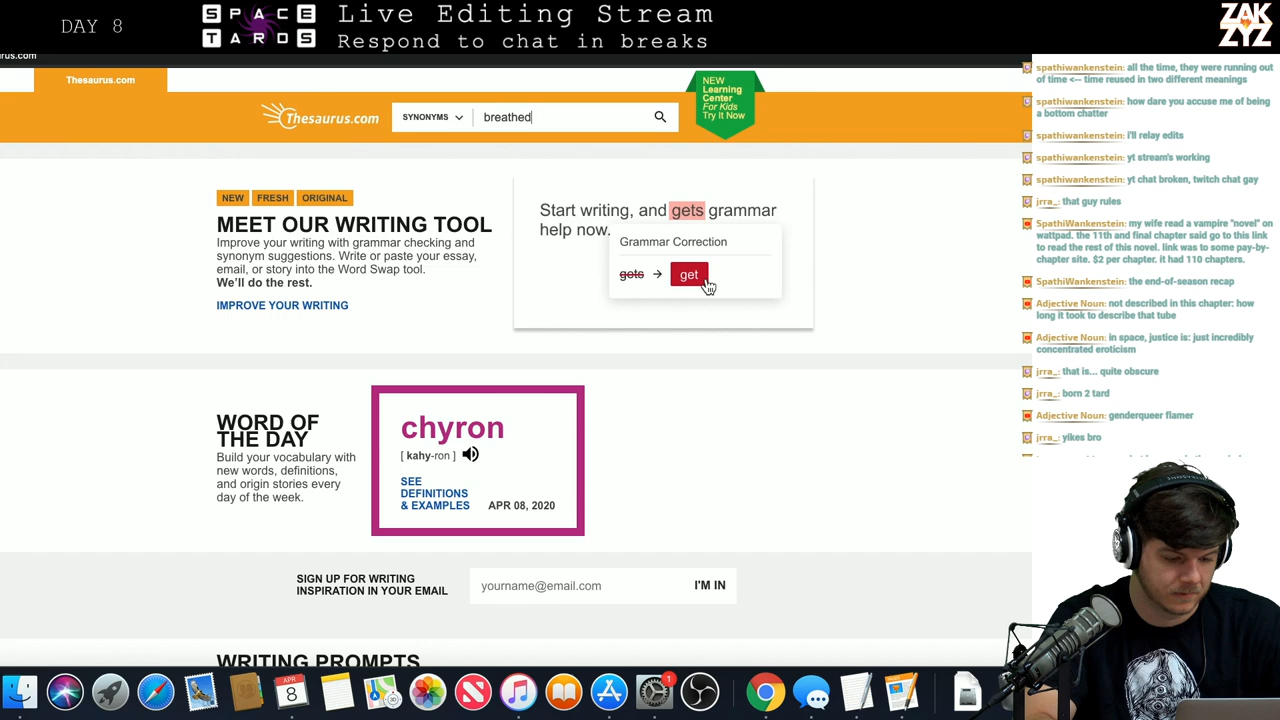 DAY 8
SPACE
TARDS
Live Editing Stream
Respond to chat in breaks
ZAK
ZYZ
urus.com
Thesaurus.com
Thesaurus.com
SYNONYMS
breathed
NEW
Learning
Center
For Kids
Try It Now
NEW
FRESH
ORIGINAL
MEET OUR WRITING TOOL
Improve your writing with grammar checking and
synonym suggestions. Write or paste your essay,
email, or story into the Word Swap tool.
We'll do the rest.
IMPROVE YOUR WRITING
Start writing, and gets grammar
help now.
Grammar Correction
gets → get
WORD OF
THE DAY
Build your vocabulary with
new words, definitions,
and origin stories every
day of the week.
chyron
[ kahy-ron ]
SEE
DEFINITIONS
& EXAMPLES
APR 08, 2020
SIGN UP FOR WRITING
INSPIRATION IN YOUR EMAIL
yourname@email.com
I'M IN
WRITING PROMPTS
spathiwankenstein: all the time, they were running out
of time <-- time reused in two different meanings
spathiwankenstein: how dare you accuse me of being
a bottom chatter
spathiwankenstein: i'll relay edits
spathiwankenstein: yt stream's working
spathiwankenstein: yt chat broken, twitch chat gay
jrra_: that guy rules
SpathiWankenstein: my wife read a vampire "novel" on
wattpad. the 11th and final chapter said go to this link
to read the rest of this novel. link was to some pay-by-
chapter site. $2 per chapter. it had 110 chapters.
SpathiWankenstein: the end-of-season recap
Adjective Noun: not described in this chapter: how
long it took to describe that tube
Adjective Noun: in space, justice is: just incredibly
concentrated eroticism
jrra_: that is... quite obscure
jrra_: born 2 tard
Adjective Noun: genderqueer flamer
jrra_: yikes bro
APR
8
1